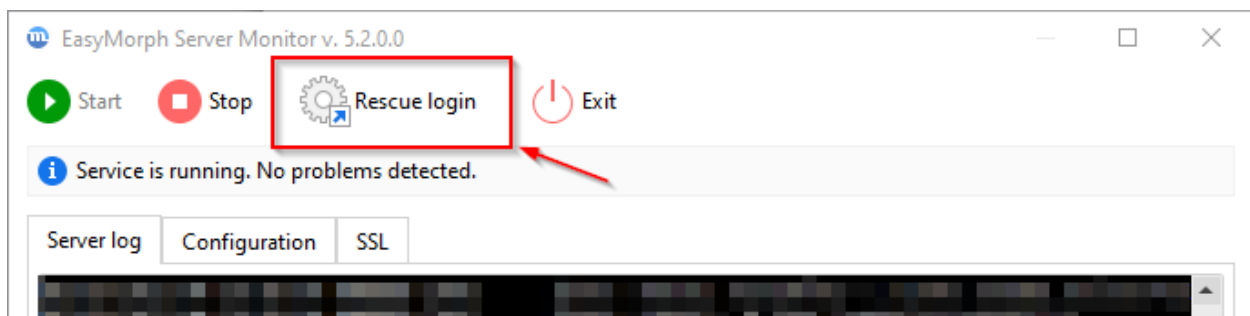 EasyMorph Server Monitor v. 5.2.0.0
Start Stop Rescue login Exit
Service is running. No problems detected.
Server log Configuration SSL